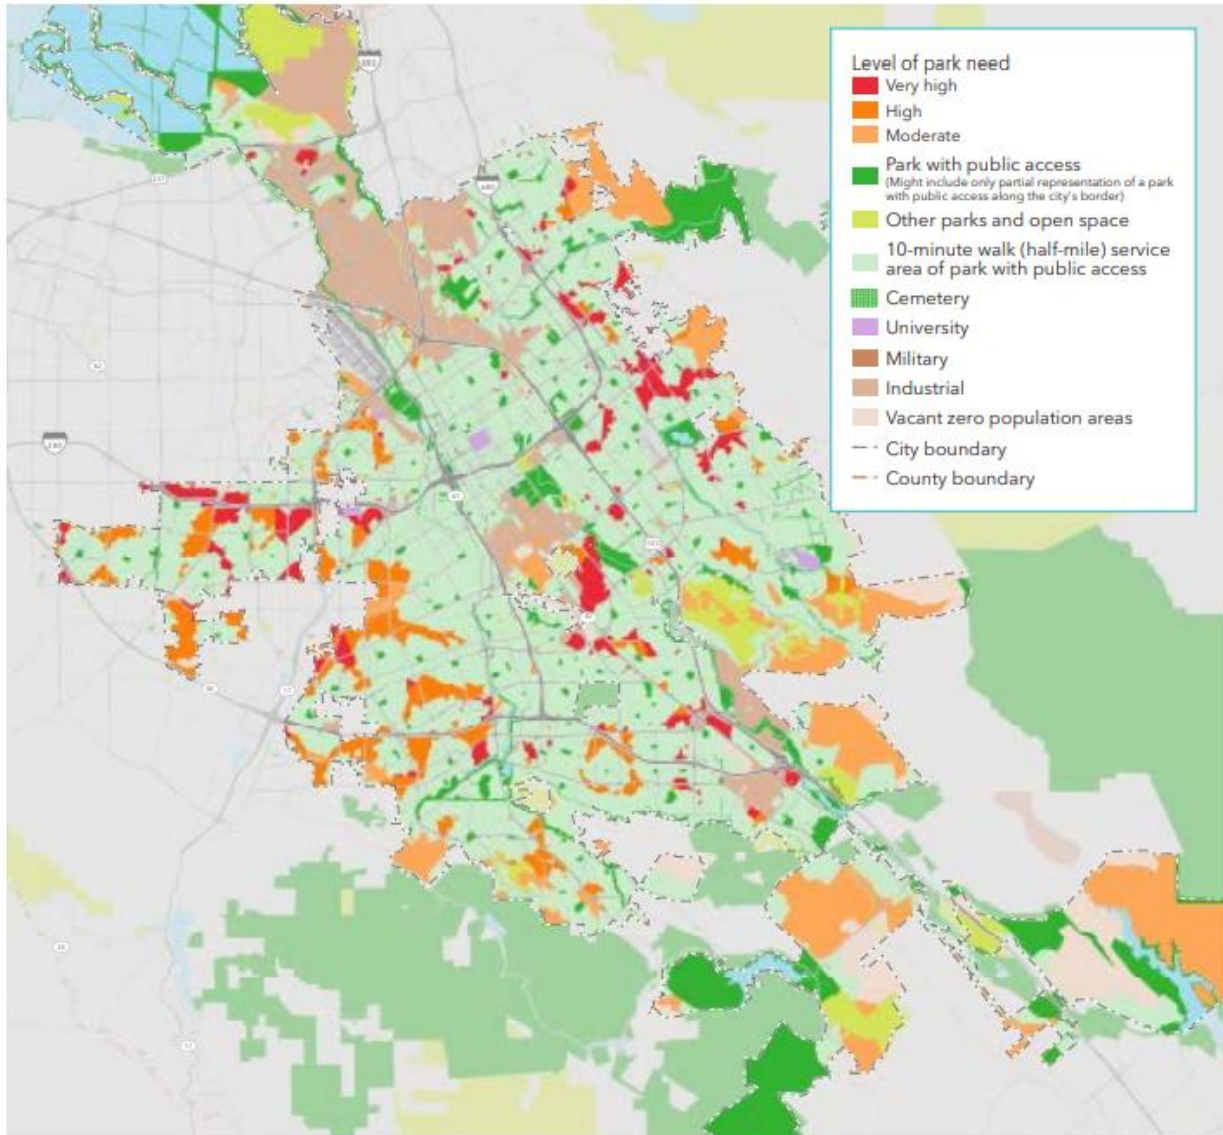 Level of park need
Very high
High
Moderate
Park with public access
(Might include only partial representation of a park
with public access along the city's border)
Other parks and open space
10-minute walk (half-mile) service
area of park with public access
Cemetery
University
Military
Industrial
Vacant zero population areas
City boundary
County boundary
680